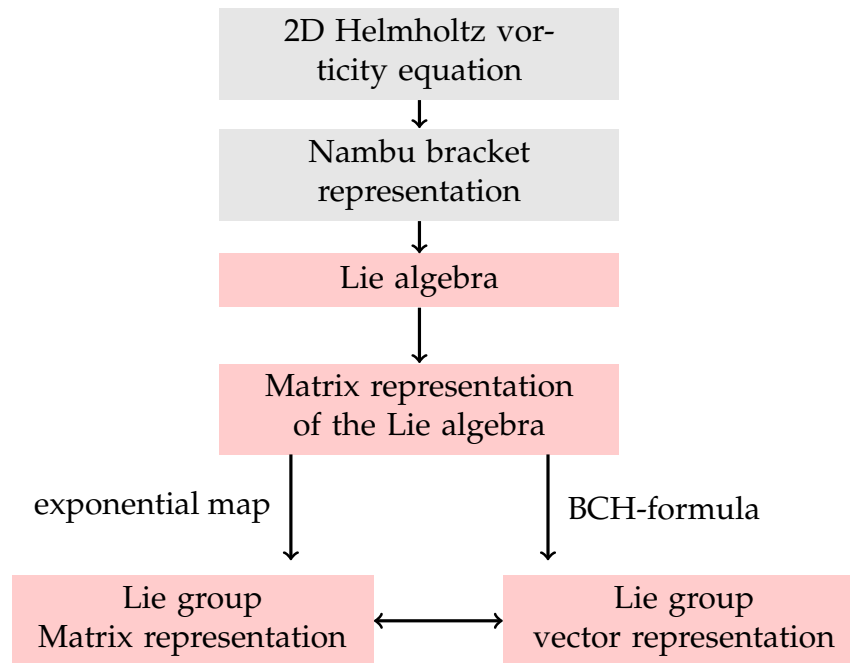 2D Helmholtz vor-
ticity equation
Nambu bracket
representation
Lie algebra
Matrix representation
of the Lie algebra
exponential map
BCH-formula
Lie group
Matrix representation
Lie group
vector representation